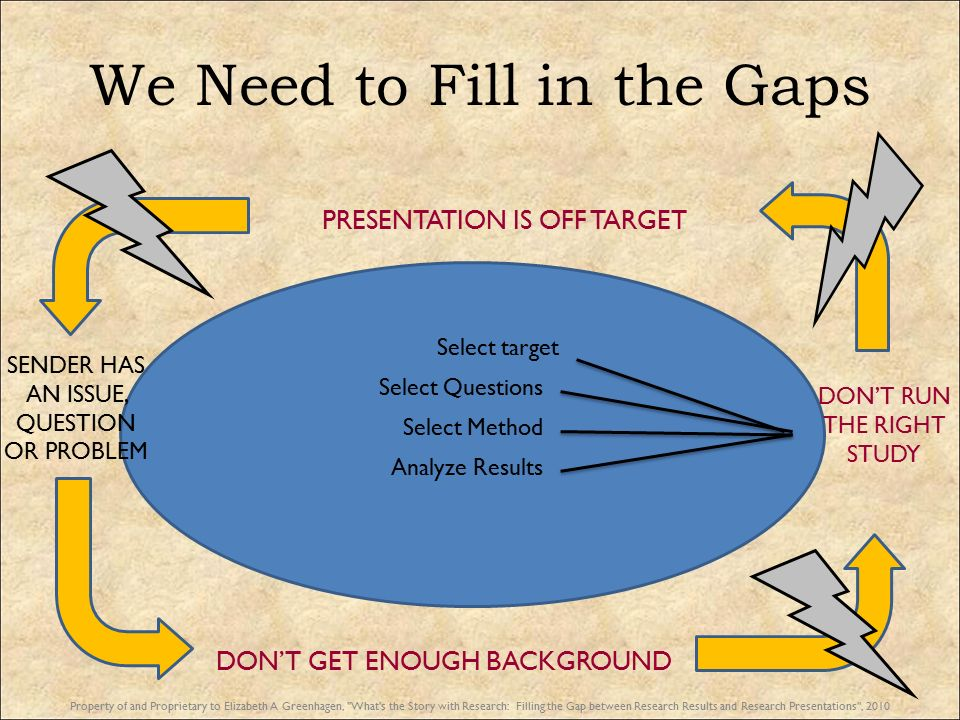 We Need to Fill in the Gaps
PRESENTATION IS OFF TARGET
SENDER HAS
AN ISSUE,
QUESTION
OR PROBLEM
Select target
Select Questions
Select Method
Analyze Results
DON'T RUN
THE RIGHT
STUDY
DON'T GET ENOUGH BACKGROUND
Property of and Proprietary to Elizabeth A Greenhagen, "What's the Story with Research: Filling the Gap between Research Results and Research Presentations", 2010